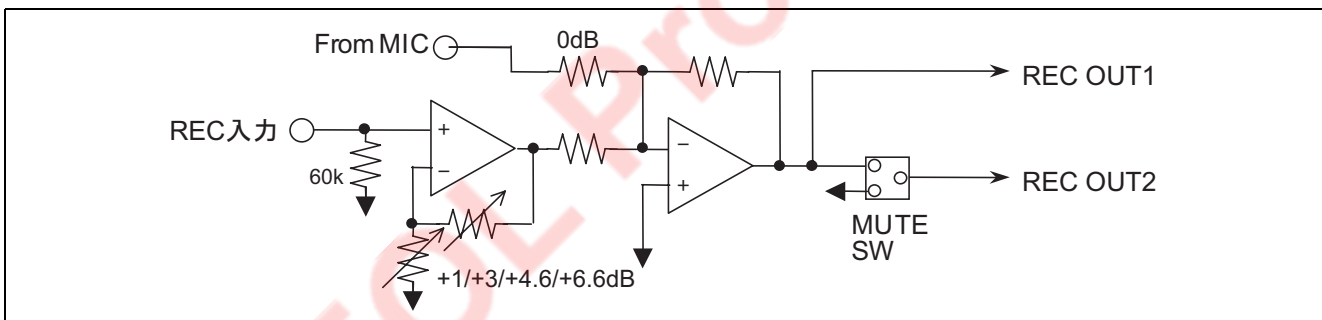 From MIC
0dB
REC OUT1
REC入力
+
−
60k
−
+
REC OUT2
MUTE
SW
+1/+3/+4.6/+6.6dB